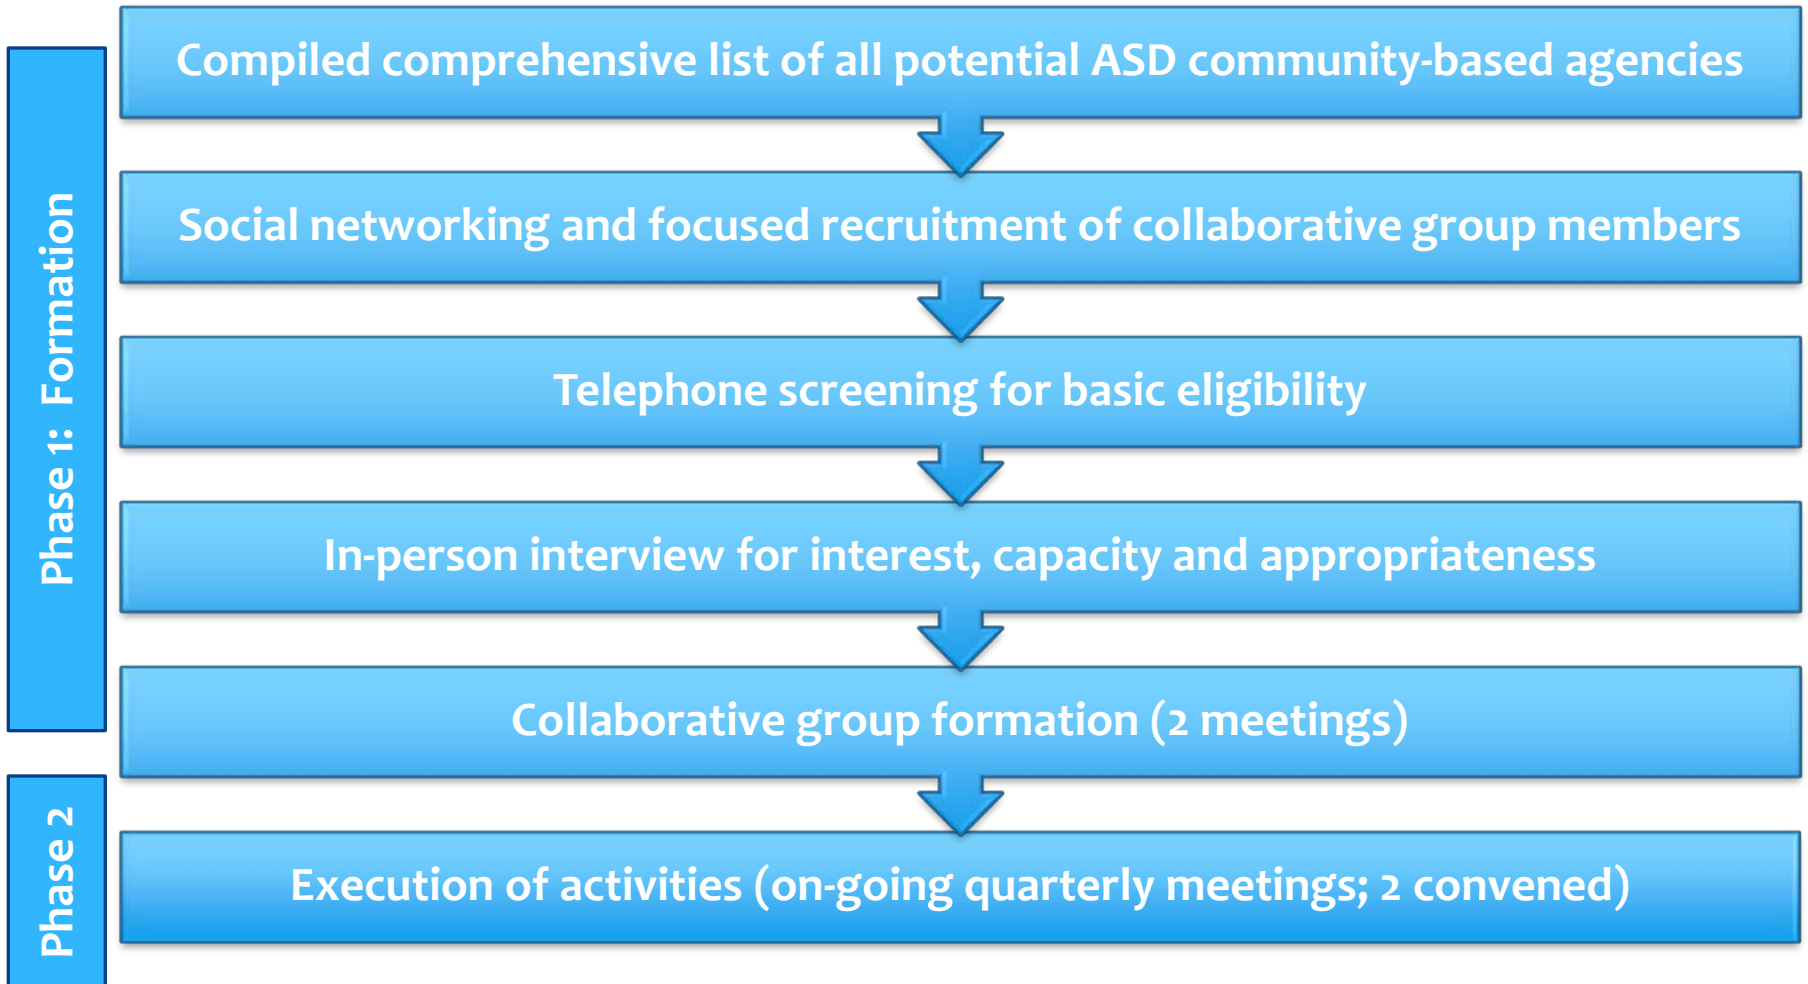 Phase 1: Formation
Compiled comprehensive list of all potential ASD community-based agencies
Social networking and focused recruitment of collaborative group members
Telephone screening for basic eligibility
In-person interview for interest, capacity and appropriateness
Collaborative group formation (2 meetings)
Phase 2
Execution of activities (on-going quarterly meetings; 2 convened)